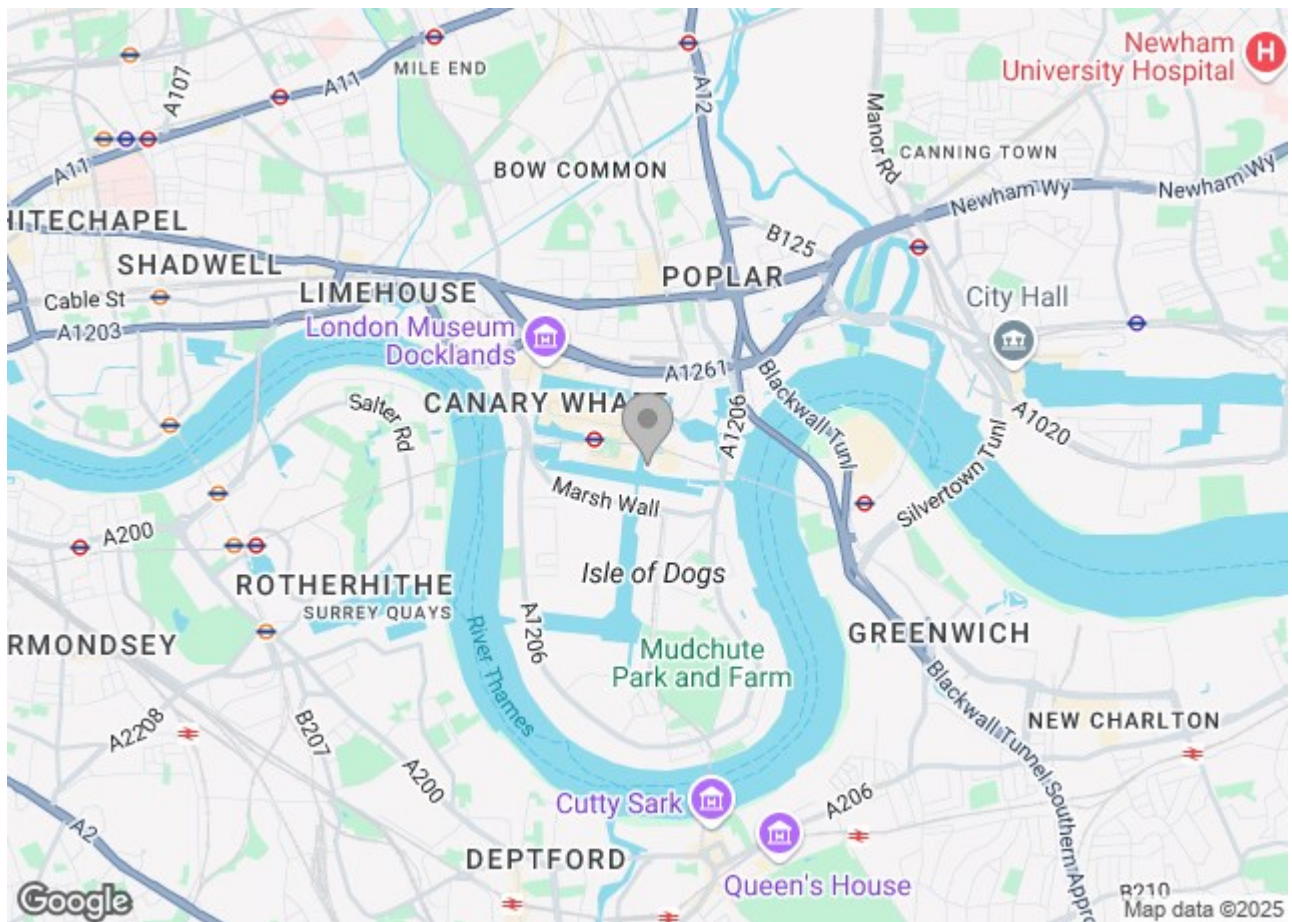 Newham
University Hospital
H
A107
A11
MILE END
A12
Manor Rd
A11
BOW COMMON
CANNING TOWN
Newham Wy
Newham Wy
HITECHAPEL
B125
SHADWELL
POPLAR
Cable St
LIMEHOUSE
City Hall
A1203
London Museum
Docklands
A1261
Blackwall Tunl
CANARY WHA
Salter Rd
A1206
A1020
Silvertown Tunl
Marsh Wall
A200
Isle of Dogs
ROTHERHITHE
SURREY QUAYS
A1206
River Thames
GREENWICH
RMONDSEY
Mudchute
Park and Farm
Blackwall Tunnel Southern Appro
NEW CHARLTON
A2208
B207
A200
Cutty Sark
A206
A2
DEPTFORD
Queen's House
B210
Google
Map data ©2025